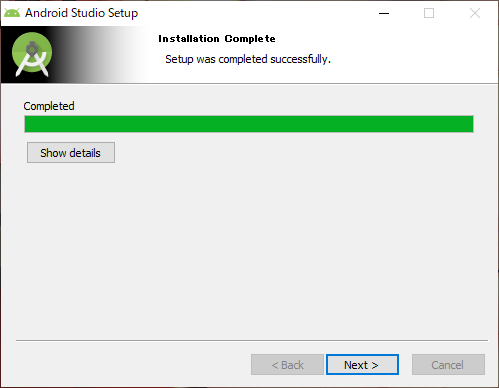 Android Studio Setup
Installation Complete
Setup was completed successfully.
Completed
Show details
< Back
Next >
Cancel